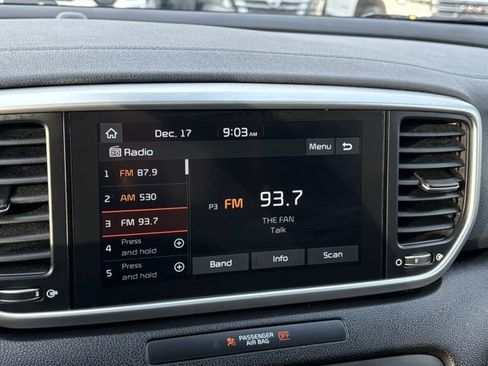 Dec. 17 9:03 AM
Radio Menu
1 FM 87.9
2 AM 530
3 FM 93.7
4 Press and hold
5 Press and hold
P3 FM 93.7
THE FAN
Talk
Band Info Scan
PASSENGER AIR BAG OFF